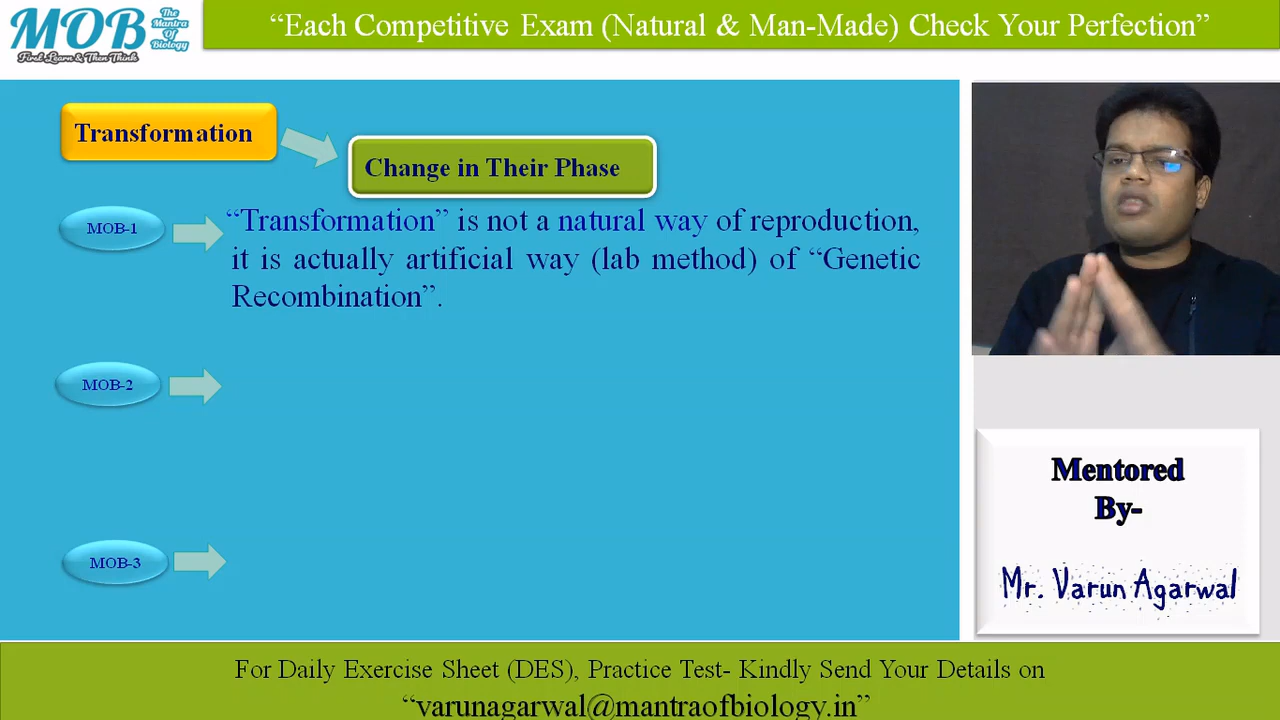 MOB
The
Mantra
Of
Biology
First Learn & Then Think
“Each Competitive Exam (Natural & Man-Made) Check Your Perfection”
Transformation
Change in Their Phase
MOB-1
“Transformation” is not a natural way of reproduction,
it is actually artificial way (lab method) of “Genetic
Recombination”.
MOB-2
MOB-3
Mentored
By-
Mr. Varun Agarwal
For Daily Exercise Sheet (DES), Practice Test- Kindly Send Your Details on
“varunagarwal@mantraofbiology.in”